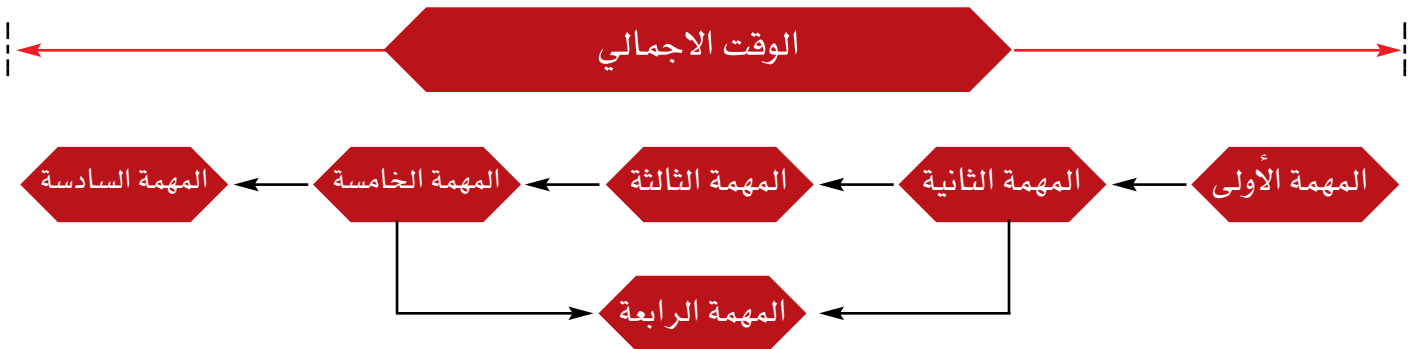 الوقت الاجمالي
المهمة الأولى
المهمة الثانية
المهمة الثالثة
المهمة الخامسة
المهمة السادسة
المهمة الرابعة